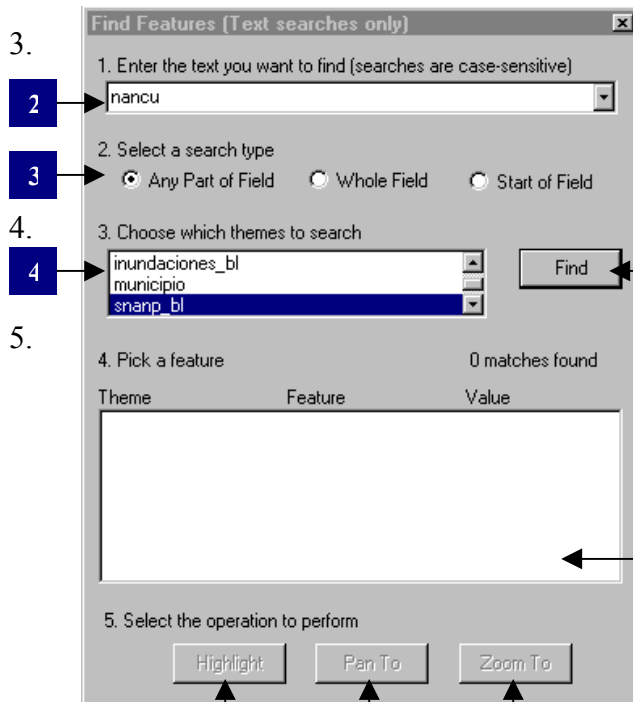 Find Features (Text searches only)
3.
1. Enter the text you want to find (searches are case-sensitive)
2
nancu
2. Select a search type
3
Any Part of Field Whole Field Start of Field
4.
3. Choose which themes to search
4
inundaciones_bl
municipio
snanp_bl
Find
5.
4. Pick a feature 0 matches found
Theme Feature Value
5. Select the operation to perform
Highlight Pan To Zoom To